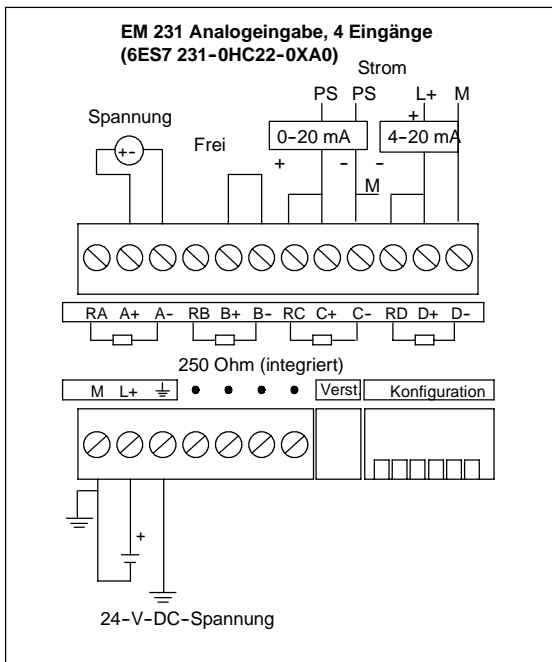 EM 231 Analogeingabe, 4 Eingänge
(6ES7 231-0HC22-0XA0)
Strom
PS PS L+ M
Spannung
Frei
0-20 mA
+
4-20 mA
+-
+ - -
M
RA A+ A- RB B+ B- RC C+ C- RD D+ D-
250 Ohm (integriert)
M L+ Verst. Konfiguration
+
24-V-DC-Spannung